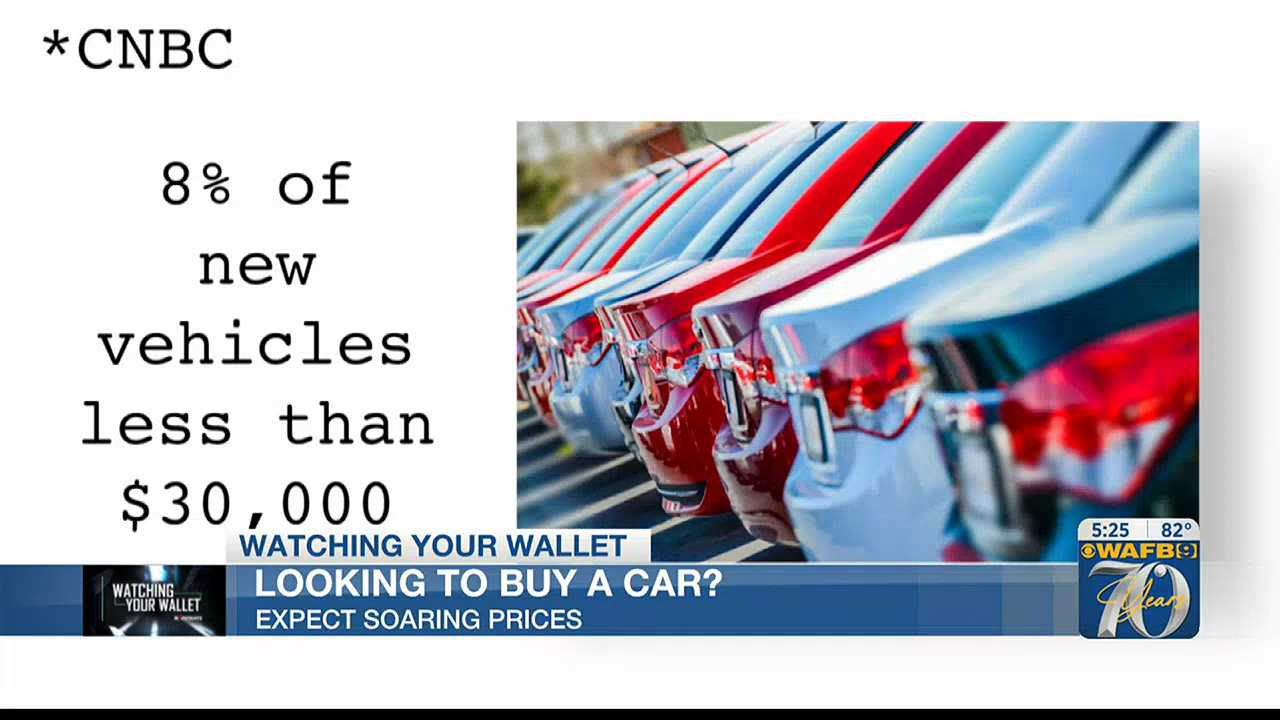 *CNBC
8% of
new
vehicles
less than
$30,000
WATCHING YOUR WALLET
LOOKING TO BUY A CAR?
EXPECT SOARING PRICES
WATCHING
YOUR WALLET
5:25 82°
WAFB9
70
Years